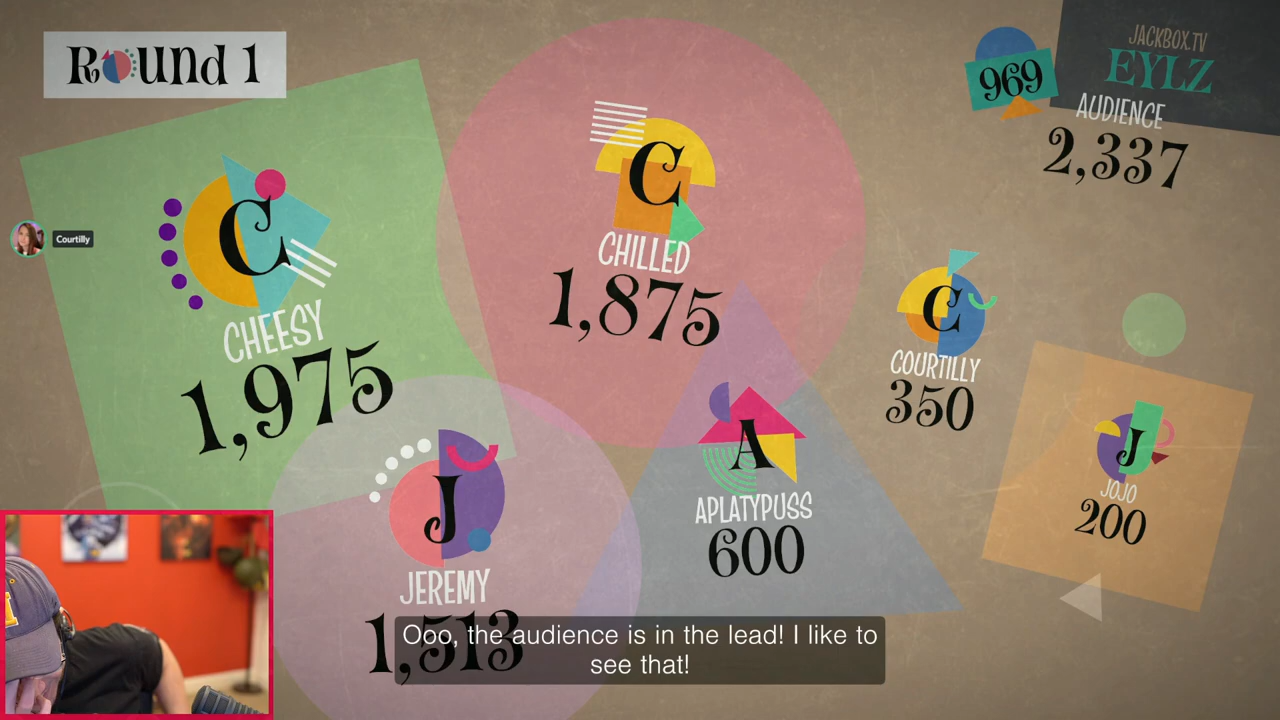 Round 1
JACKBOX.TV
EYLZ
969
AUDIENCE
2,337
C
CHEESY
1,975
C
CHILLED
1,875
C
COURTILLY
350
Courtilly
J
JEREMY
1,513
A
APLATYPUSS
600
J
JOJO
200
Ooo, the audience is in the lead! I like to
see that!